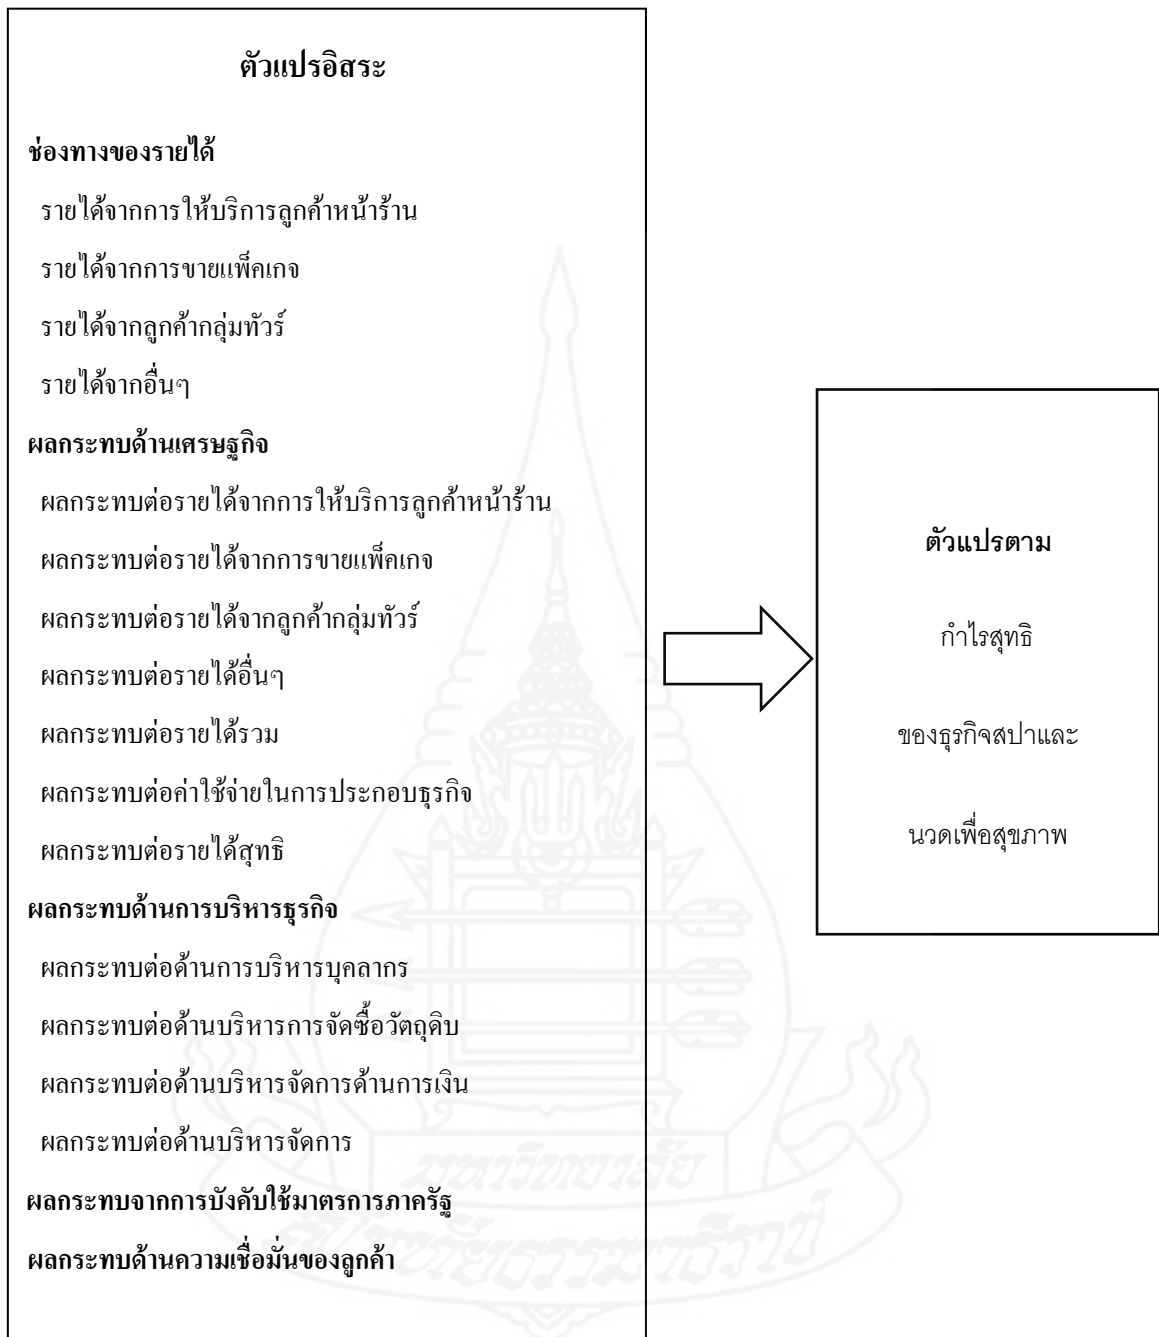 ตัวแปรอิสระ
ช่องทางของรายได้
รายได้จากการให้บริการลูกค้าหน้าร้าน
รายได้จากการขายแพ็คเกจ
รายได้จากลูกค้ากลุ่มทัวร์
รายได้จากอื่นๆ
ผลกระทบด้านเศรษฐกิจ
ผลกระทบต่อรายได้จากการให้บริการลูกค้าหน้าร้าน
ผลกระทบต่อรายได้จากการขายแพ็คเกจ
ผลกระทบต่อรายได้จากลูกค้ากลุ่มทัวร์
ผลกระทบต่อรายได้อื่นๆ
ผลกระทบต่อรายได้รวม
ผลกระทบต่อค่าใช้จ่ายในการประกอบธุรกิจ
ผลกระทบต่อรายได้สุทธิ
ผลกระทบด้านการบริหารธุรกิจ
ผลกระทบต่อด้านการบริหารบุคลากร
ผลกระทบต่อด้านบริหารการจัดซื้อวัตถุดิบ
ผลกระทบต่อด้านบริหารจัดการด้านการเงิน
ผลกระทบต่อด้านบริหารจัดการ
ผลกระทบจากการบังคับใช้มาตรการภาครัฐ
ผลกระทบด้านความเชื่อมั่นของลูกค้า
ตัวแปรตาม
กำไรสุทธิ
ของธุรกิจสปาและ
นวดเพื่อสุขภาพ
มหาวิทยาลัย
สุโขทัยธรรมาธิราช